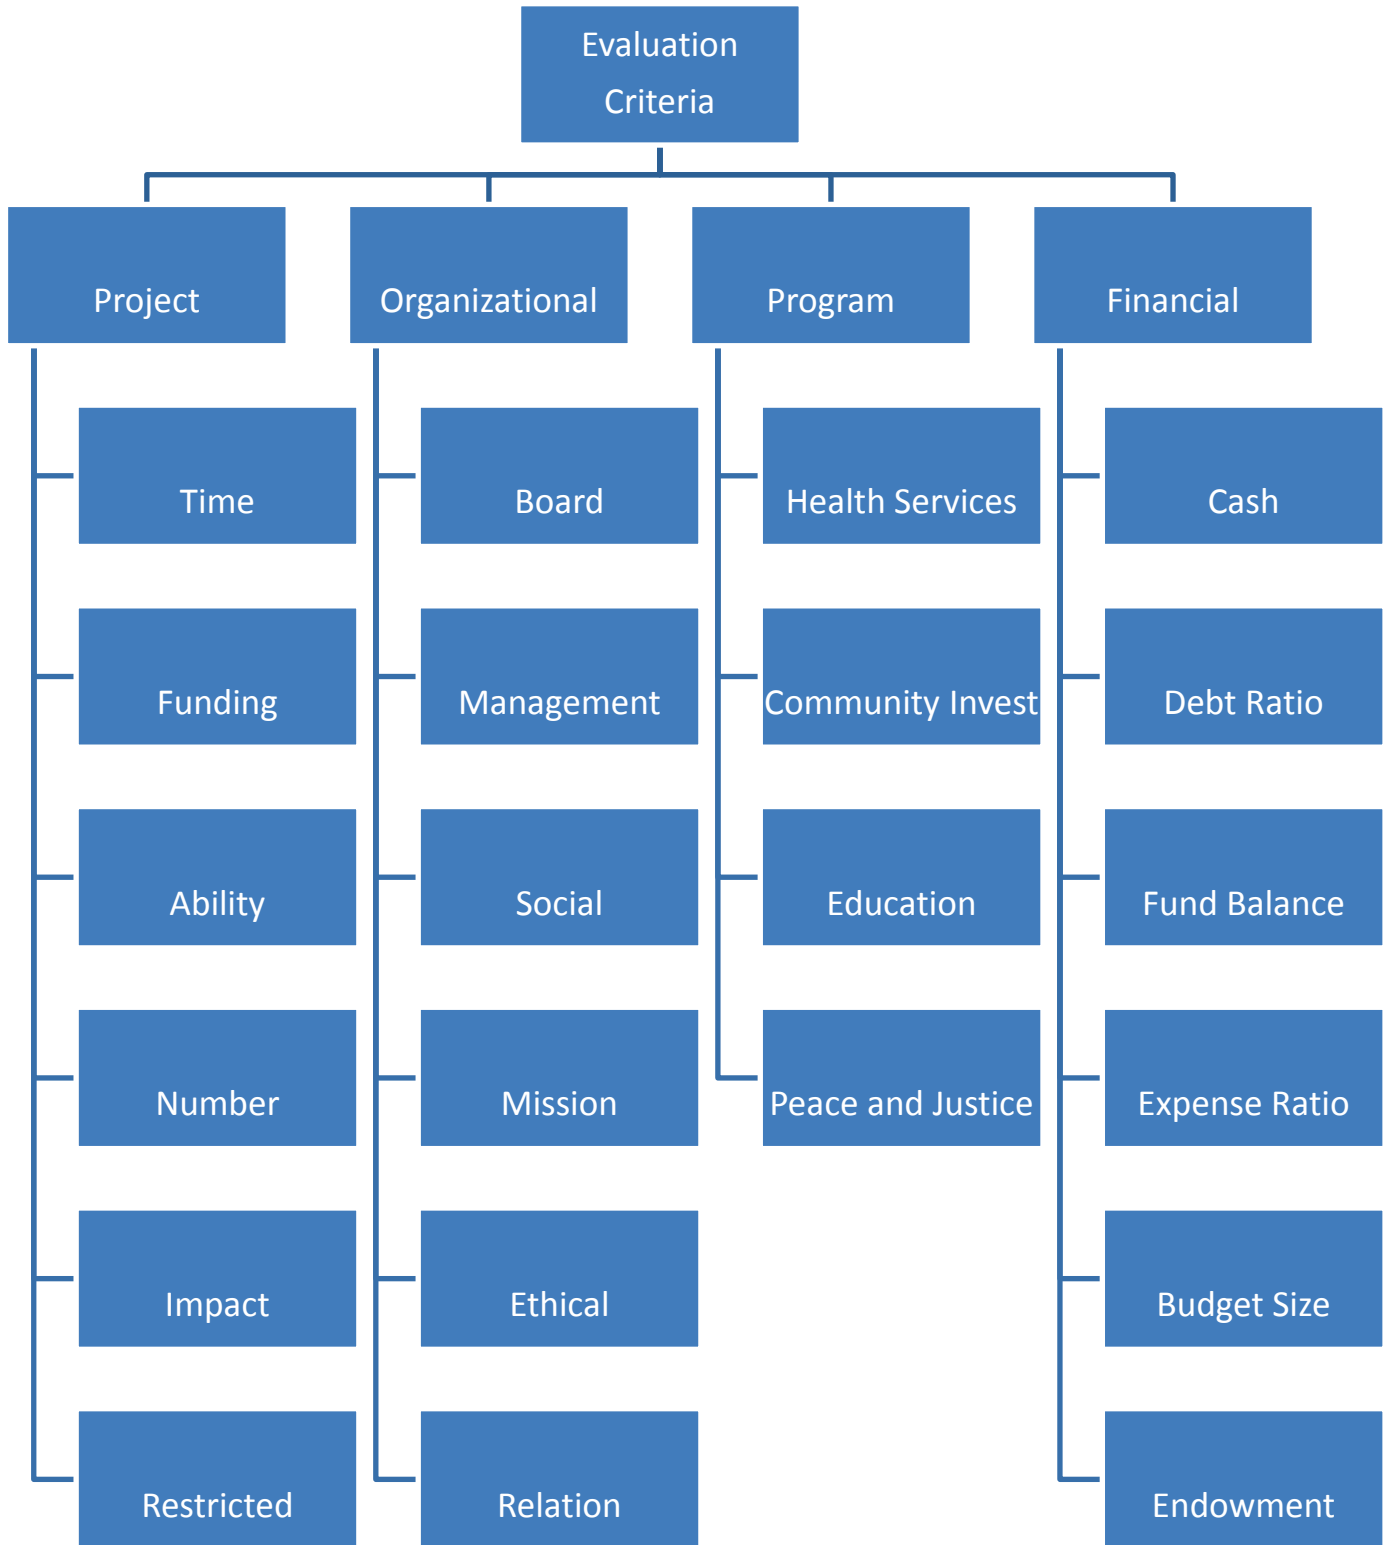 Evaluation
Criteria
Project
Organizational
Program
Financial
Time
Board
Health Services
Cash
Funding
Management
Community Invest
Debt Ratio
Ability
Social
Education
Fund Balance
Number
Mission
Peace and Justice
Expense Ratio
Impact
Ethical
Budget Size
Restricted
Relation
Endowment